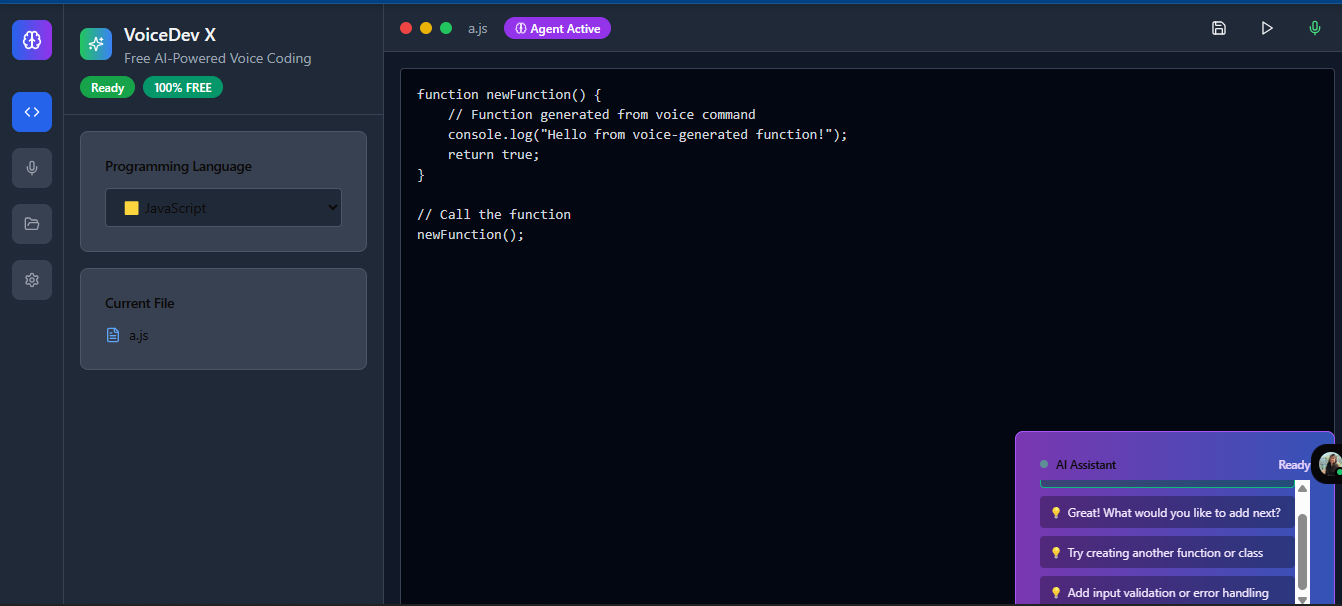 VoiceDev X
Free AI-Powered Voice Coding
Ready
100% FREE
Programming Language
JavaScript
Current File
a.js
a.js
Agent Active
function newFunction() {
    // Function generated from voice command
    console.log("Hello from voice-generated function!");
    return true;
}

// Call the function
newFunction();
AI Assistant
Ready
Great! What would you like to add next?
Try creating another function or class
Add input validation or error handling